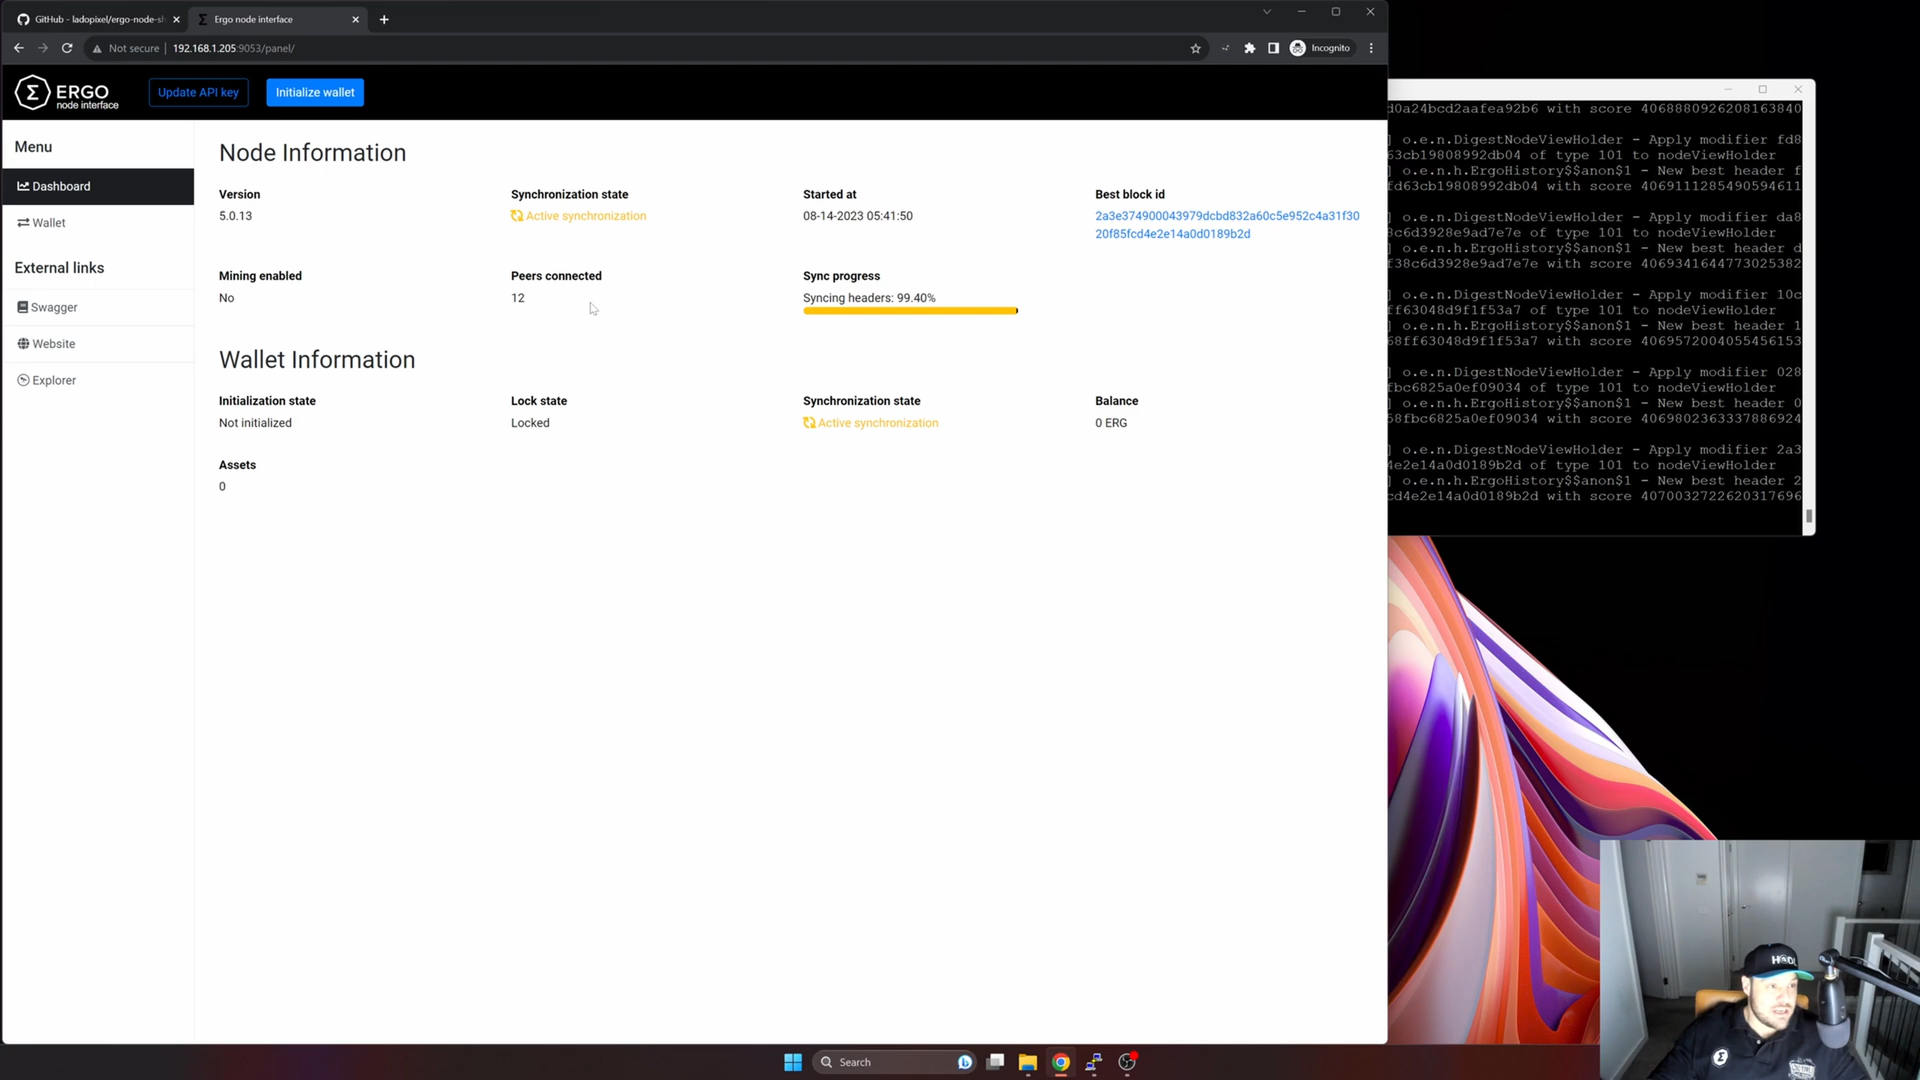 GitHub - ladopixel/ergo-node-sh
Ergo node interface
Not secure
192.168.1.205:9053/panel/
Incognito
ERGO
node interface
Update API key
Initialize wallet
Menu
Dashboard
Wallet
External links
Swagger
Website
Explorer
Node Information
Version
5.0.13
Synchronization state
Active synchronization
Started at
08-14-2023 05:41:50
Best block id
2a3e374900043979dcbd832a60c5e952c4a31f30
20f85fcd4e2e14a0d0189b2d
Mining enabled
No
Peers connected
12
Sync progress
Syncing headers: 99.40%
Wallet Information
Initialization state
Not initialized
Lock state
Locked
Synchronization state
Active synchronization
Balance
0 ERG
Assets
0
d0a24bcd2aafea92b6 with score 4068880926208163840
] o.e.n.DigestNodeViewHolder - Apply modifier fd8
63cb19808992db04 of type 101 to nodeViewHolder
] o.e.n.h.ErgoHistory$$anon$1 - New best header f
fd63cb19808992db04 with score 4069111285490594611
] o.e.n.DigestNodeViewHolder - Apply modifier da8
8c6d3928e9ad7e7e of type 101 to nodeViewHolder
] o.e.n.h.ErgoHistory$$anon$1 - New best header d
f38c6d3928e9ad7e7e with score 4069341644773025382
] o.e.n.DigestNodeViewHolder - Apply modifier 10c
ff63048d9f1f53a7 of type 101 to nodeViewHolder
] o.e.n.h.ErgoHistory$$anon$1 - New best header 1
68ff63048d9f1f53a7 with score 4069572004055456153
] o.e.n.DigestNodeViewHolder - Apply modifier 028
fbc6825a0ef09034 of type 101 to nodeViewHolder
] o.e.n.h.ErgoHistory$$anon$1 - New best header 0
58fbc6825a0ef09034 with score 4069802363337886924
] o.e.n.DigestNodeViewHolder - Apply modifier 2a3
4e2e14a0d0189b2d of type 101 to nodeViewHolder
] o.e.n.h.ErgoHistory$$anon$1 - New best header 2
cd4e2e14a0d0189b2d with score 4070032722620317696
Search